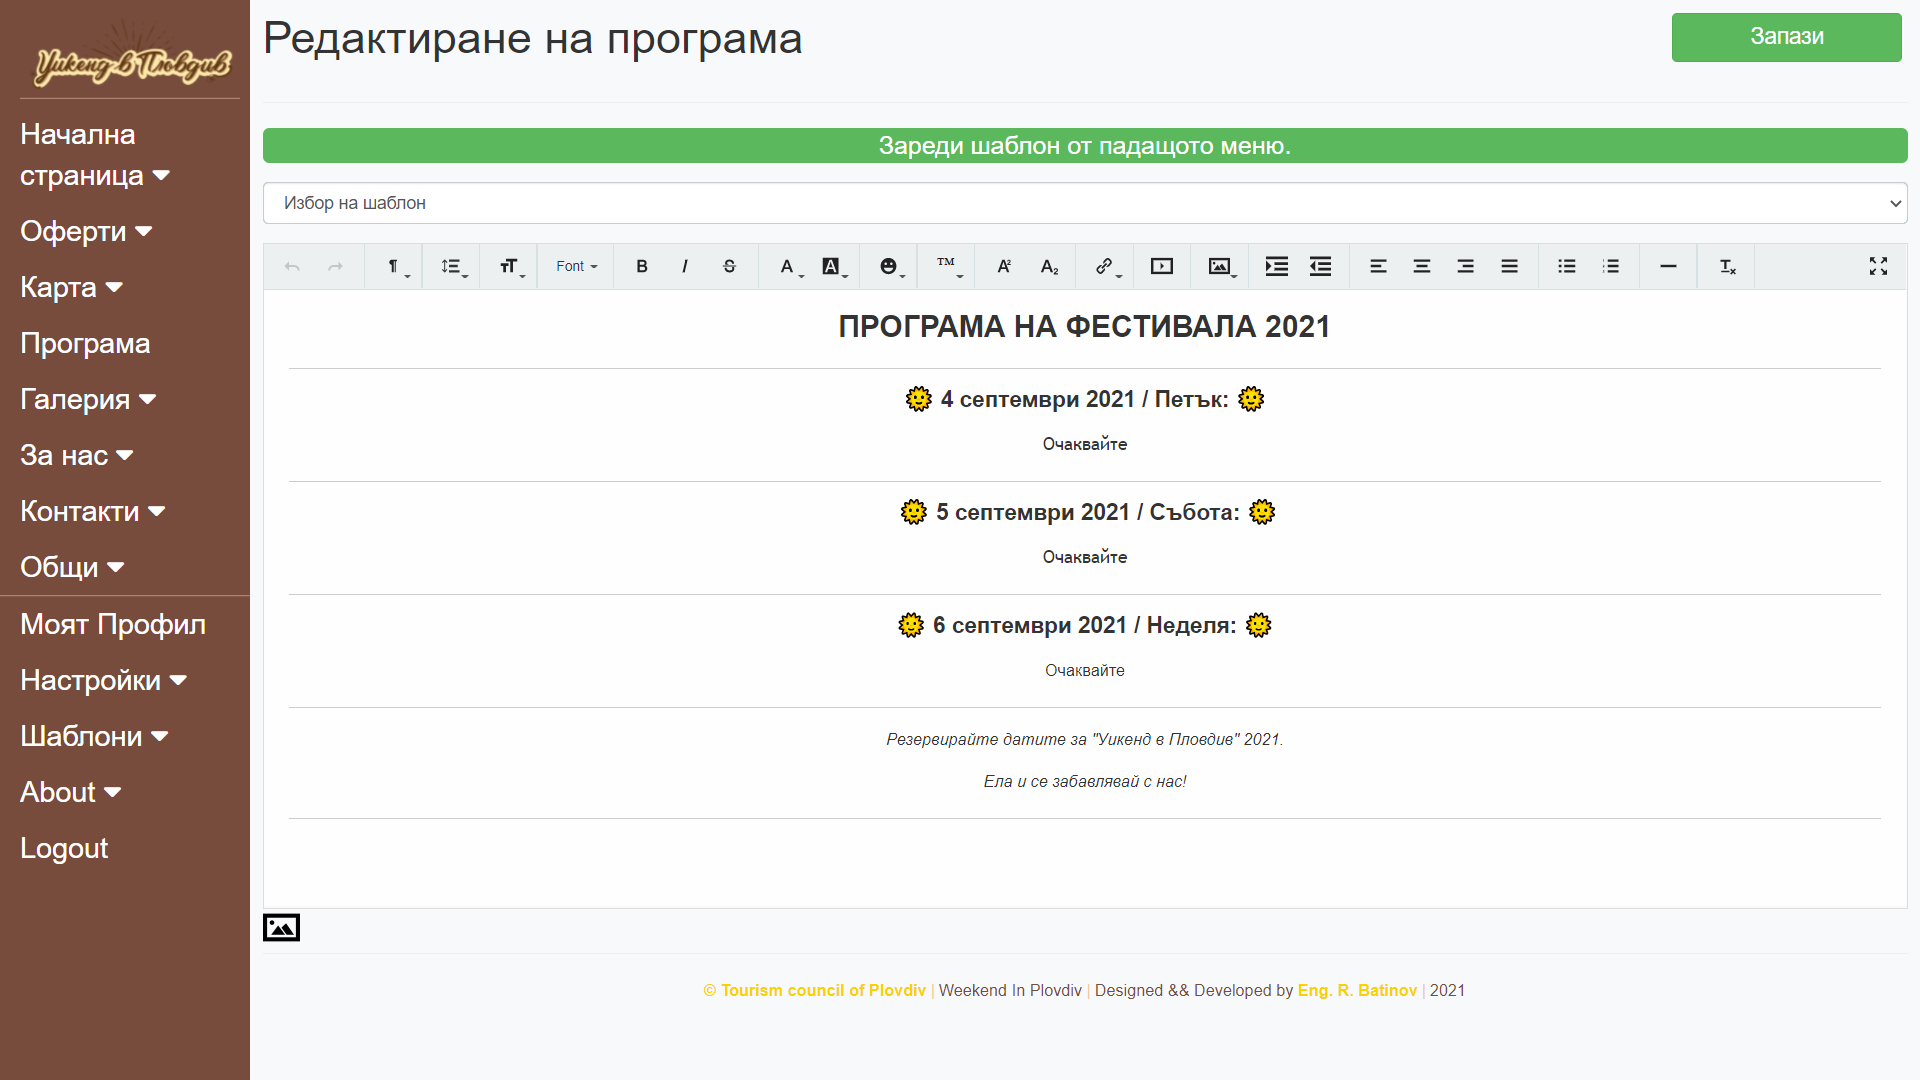 Уикенд в Пловдив
Редактиране на програма
Запази
Начална
страница
Оферти
Карта
Програма
Галерия
За нас
Контакти
Общи
Моят Профил
Настройки
Шаблони
About
Logout
Зареди шаблон от падащото меню.
Избор на шаблон
Font
ПРОГРАМА НА ФЕСТИВАЛА 2021
4 септември 2021 / Петък:
Очаквайте
5 септември 2021 / Събота:
Очаквайте
6 септември 2021 / Неделя:
Очаквайте
Резервирайте датите за "Уикенд в Пловдив" 2021.
Ела и се забавлявай с нас!
© Tourism council of Plovdiv | Weekend In Plovdiv | Designed && Developed by Eng. R. Batinov | 2021